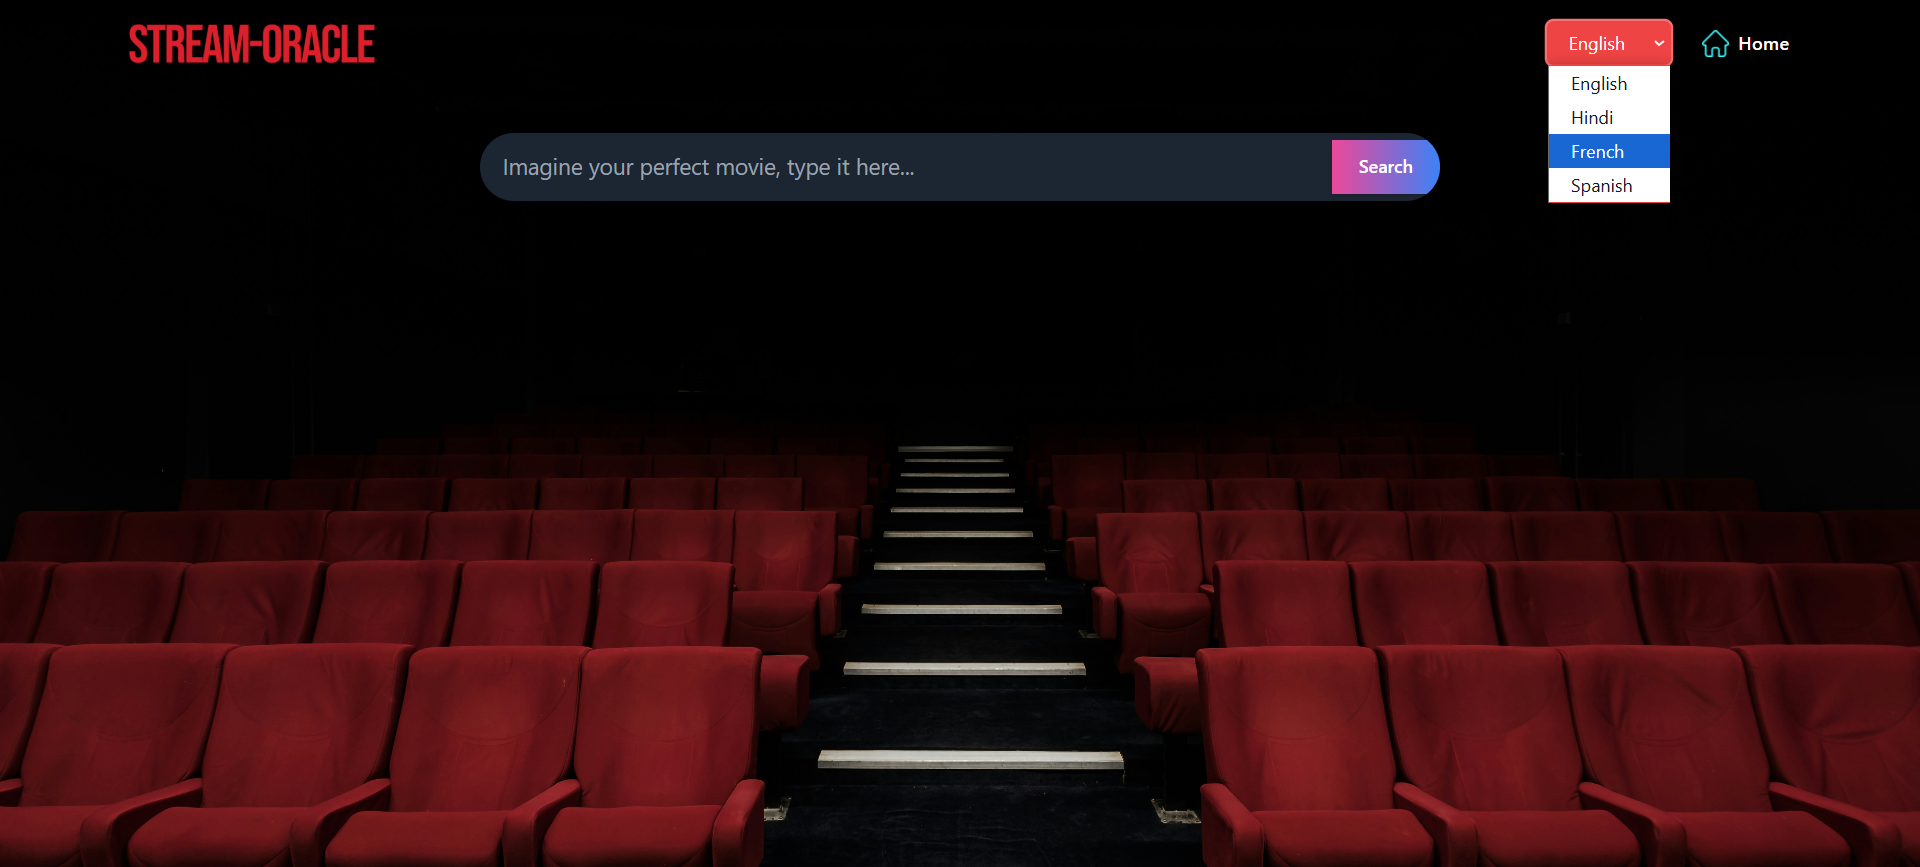 STREAM-ORACLE
English
Home
English
Hindi
French
Spanish
Imagine your perfect movie, type it here...
Search